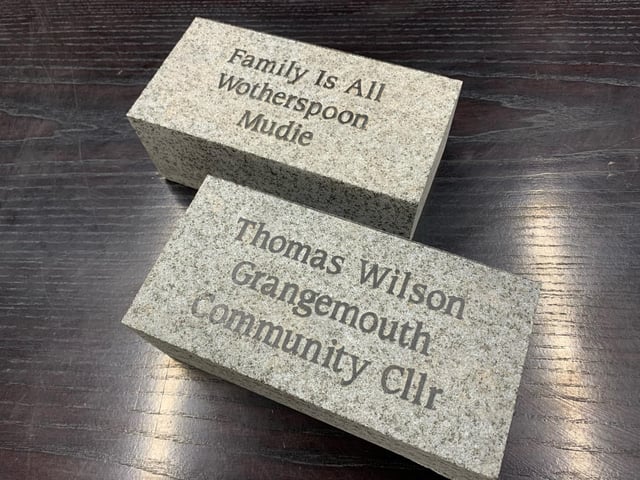 Family Is All
Wotherspoon
Mudie
Thomas Wilson
Grangemouth
Community Cllr